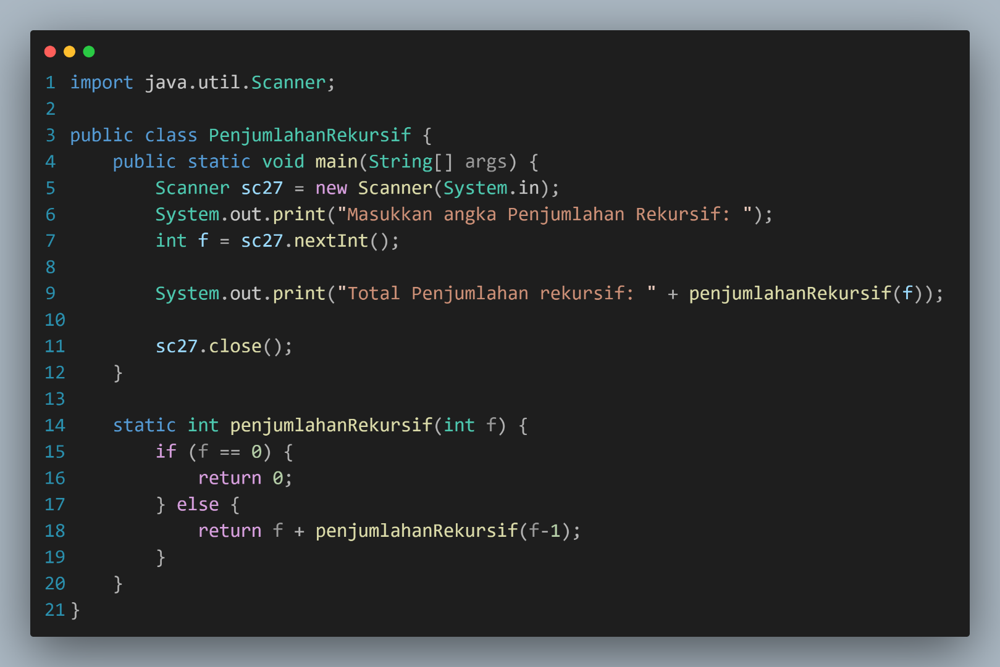 1 import java.util.Scanner;
2
3 public class PenjumlahanRekursif {
4     public static void main(String[] args) {
5         Scanner sc27 = new Scanner(System.in);
6         System.out.print("Masukkan angka Penjumlahan Rekursif: ");
7         int f = sc27.nextInt();
8
9         System.out.print("Total Penjumlahan rekursif: " + penjumlahanRekursif(f));
10
11         sc27.close();
12     }
13
14     static int penjumlahanRekursif(int f) {
15         if (f == 0) {
16             return 0;
17         } else {
18             return f + penjumlahanRekursif(f-1);
19         }
20     }
21 }